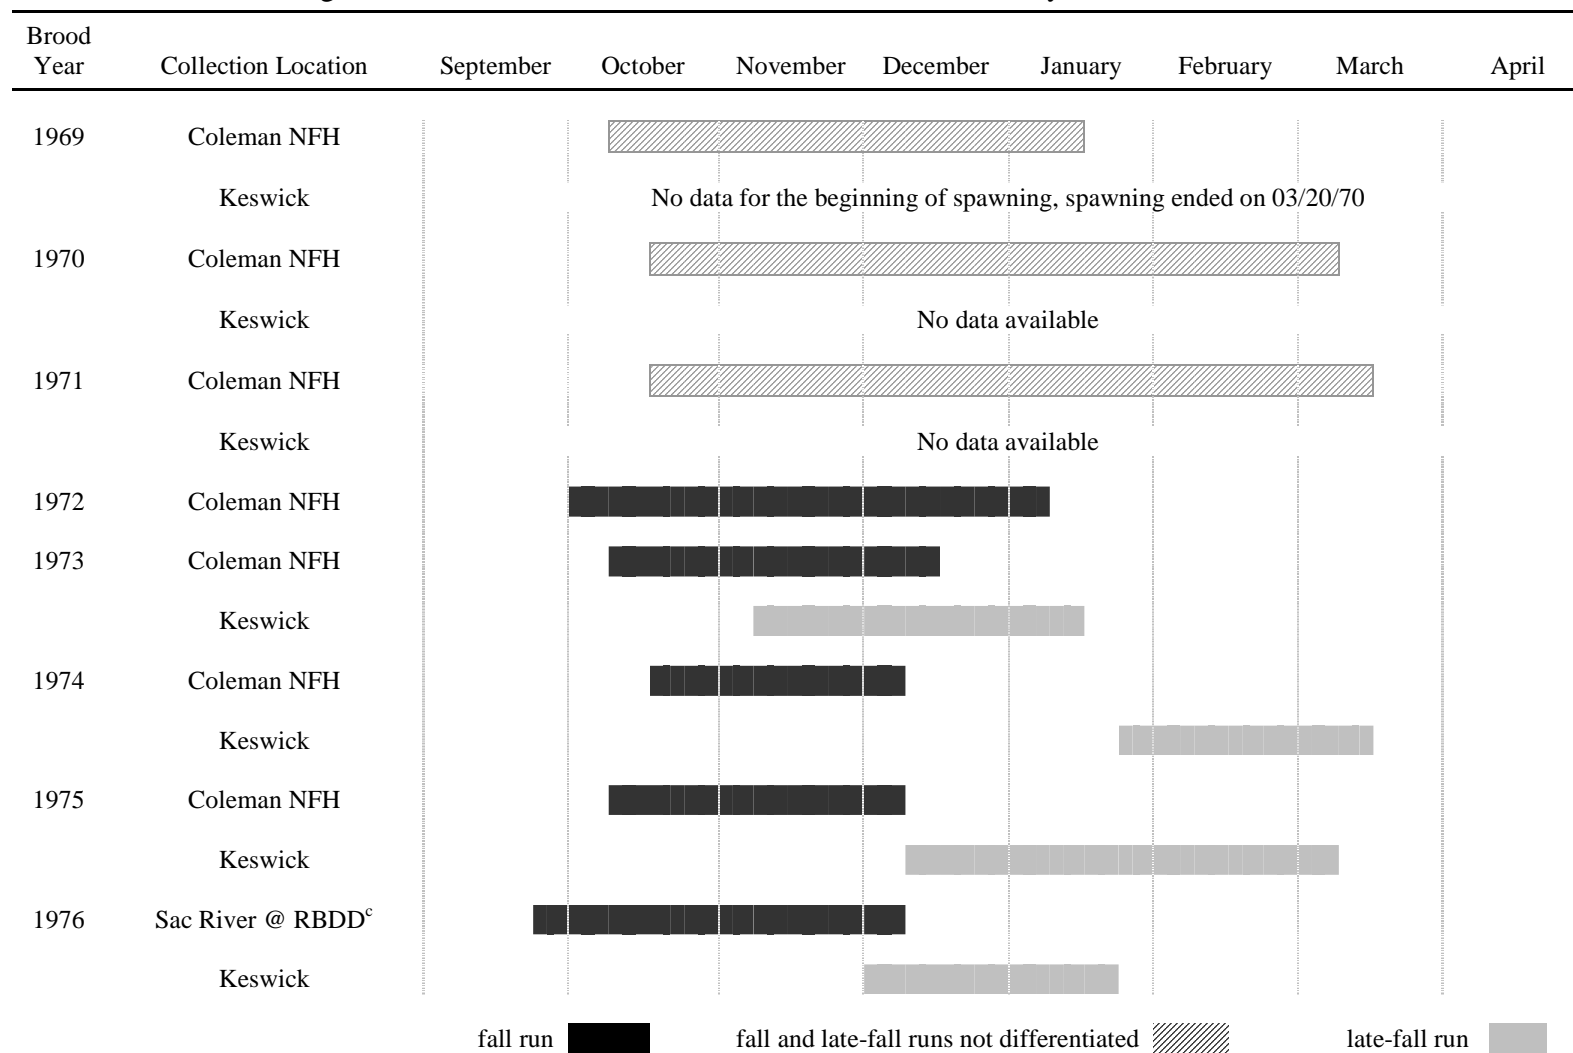 Brood
Year Collection Location September October November December January February March April
1969 Coleman NFH
Keswick No data for the beginning of spawning, spawning ended on 03/20/70
1970 Coleman NFH
Keswick No data available
1971 Coleman NFH
Keswick No data available
1972 Coleman NFH
1973 Coleman NFH
Keswick
1974 Coleman NFH
Keswick
1975 Coleman NFH
Keswick
1976 Sac River @ RBDDc
Keswick
fall run fall and late-fall runs not differentiated late-fall run